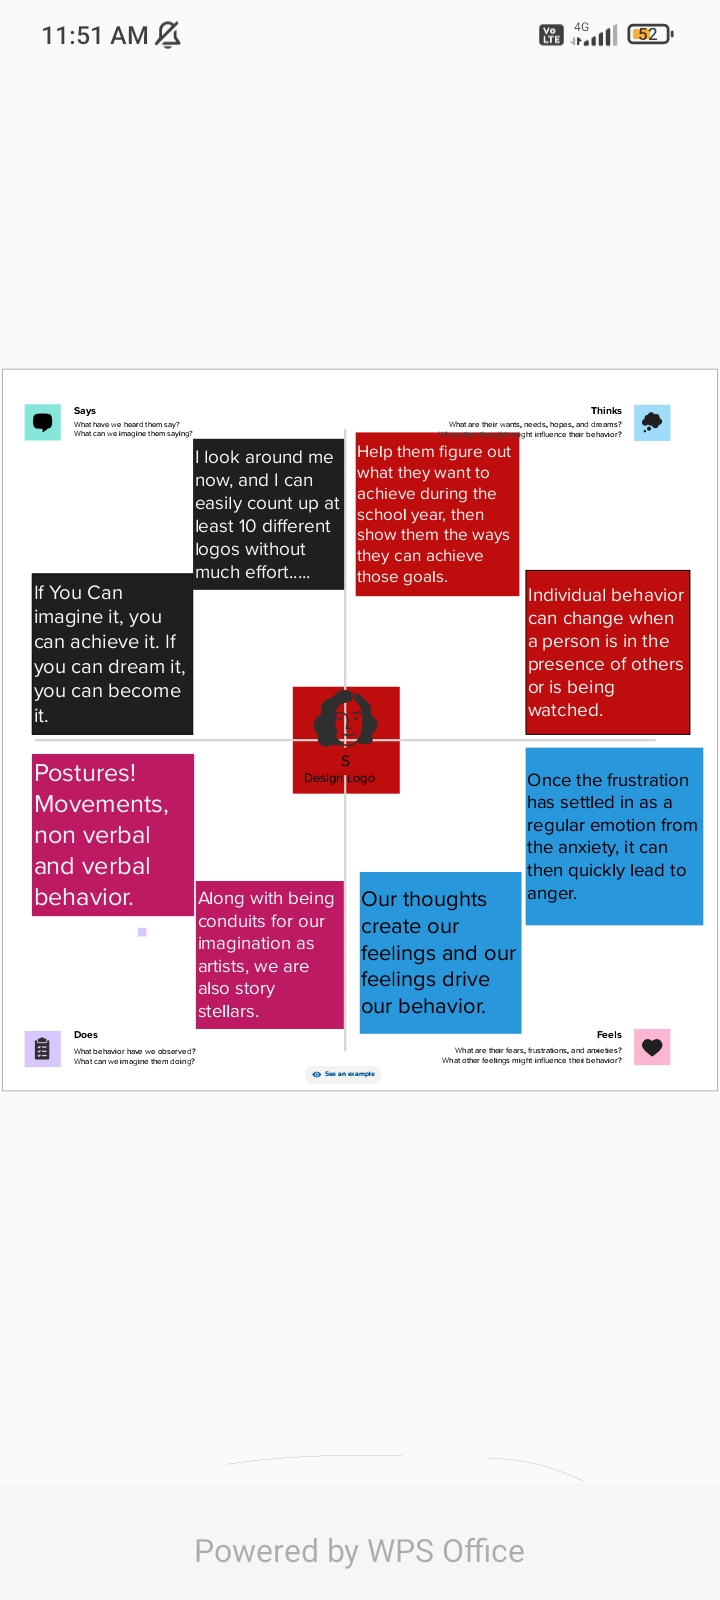 11:51 AM
Vo LTE
4G
52
Says
What have we heard them say?
What can we imagine them saying?
Thinks
What are their wants, needs, hopes, and dreams?
might influence their behavior?
I look around me
now, and I can
easily count up at
least 10 different
logos without
much effort.....
Help them figure out
what they want to
achieve during the
school year, then
show them the ways
they can achieve
those goals.
If You Can
imagine it, you
can achieve it. If
you can dream it,
you can become
it.
Individual behavior
can change when
a person is in the
presence of others
or is being
watched.
S
Design Logo
Postures!
Movements,
non verbal
and verbal
behavior.
Along with being
conduits for our
imagination as
artists, we are
also story
stellars.
Our thoughts
create our
feelings and our
feelings drive
our behavior.
Once the frustration
has settled in as a
regular emotion from
the anxiety, it can
then quickly lead to
anger.
Does
What behavior have we observed?
What can we imagine them doing?
Feels
What are their fears, frustrations, and anxieties?
What other feelings might influence their behavior?
See an example
Powered by WPS Office